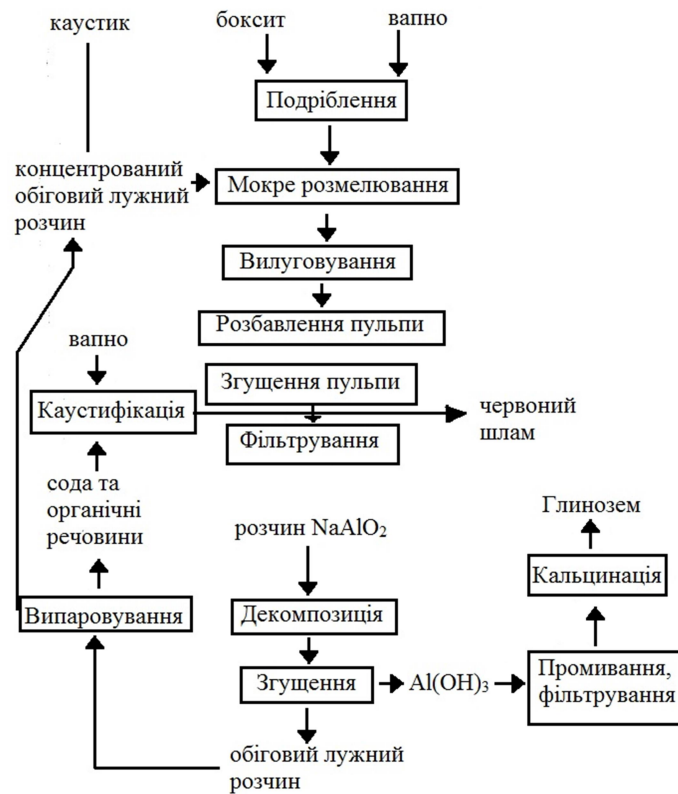 каустик
боксит
вапно
Подріблення
концентрований
обіговий лужний
розчин
Мокре розмелювання
Вилуговування
Розбавлення пульпи
вапно
Згущення пульпи
Каустифікація
червоний
шлам
Фільтрування
сода та
органічні
речовини
розчин NaAlO₂
Глинозем
Кальцинація
Випаровування
Декомпозиція
Згущення
Al(OH)₃
Промивання,
фільтрування
обіговий лужний
розчин